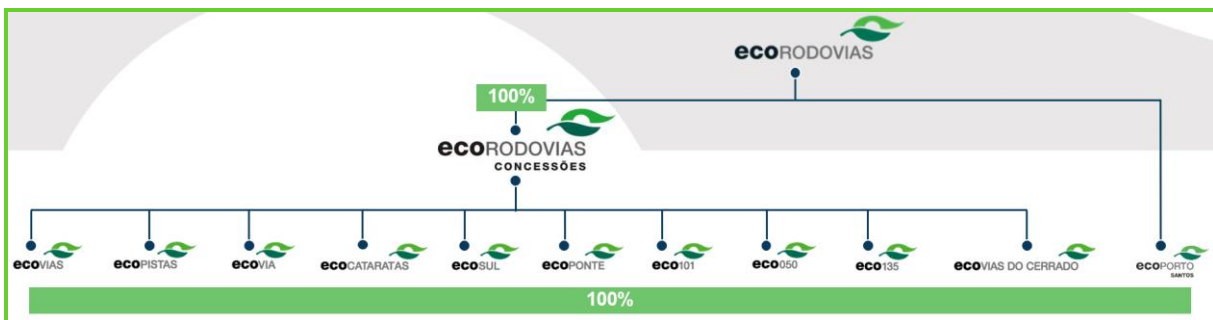 ecoRODOVIAS
100%
ecoRODOVIAS
CONCESSÕES
ecoVIAS ecoPISTAS ecoVIA ecoCATARATAS ecoSUL ecoPONTE eco101 eco050 eco135 ecoVIAS DO CERRADO ecoPORTO
SANTOS
100%